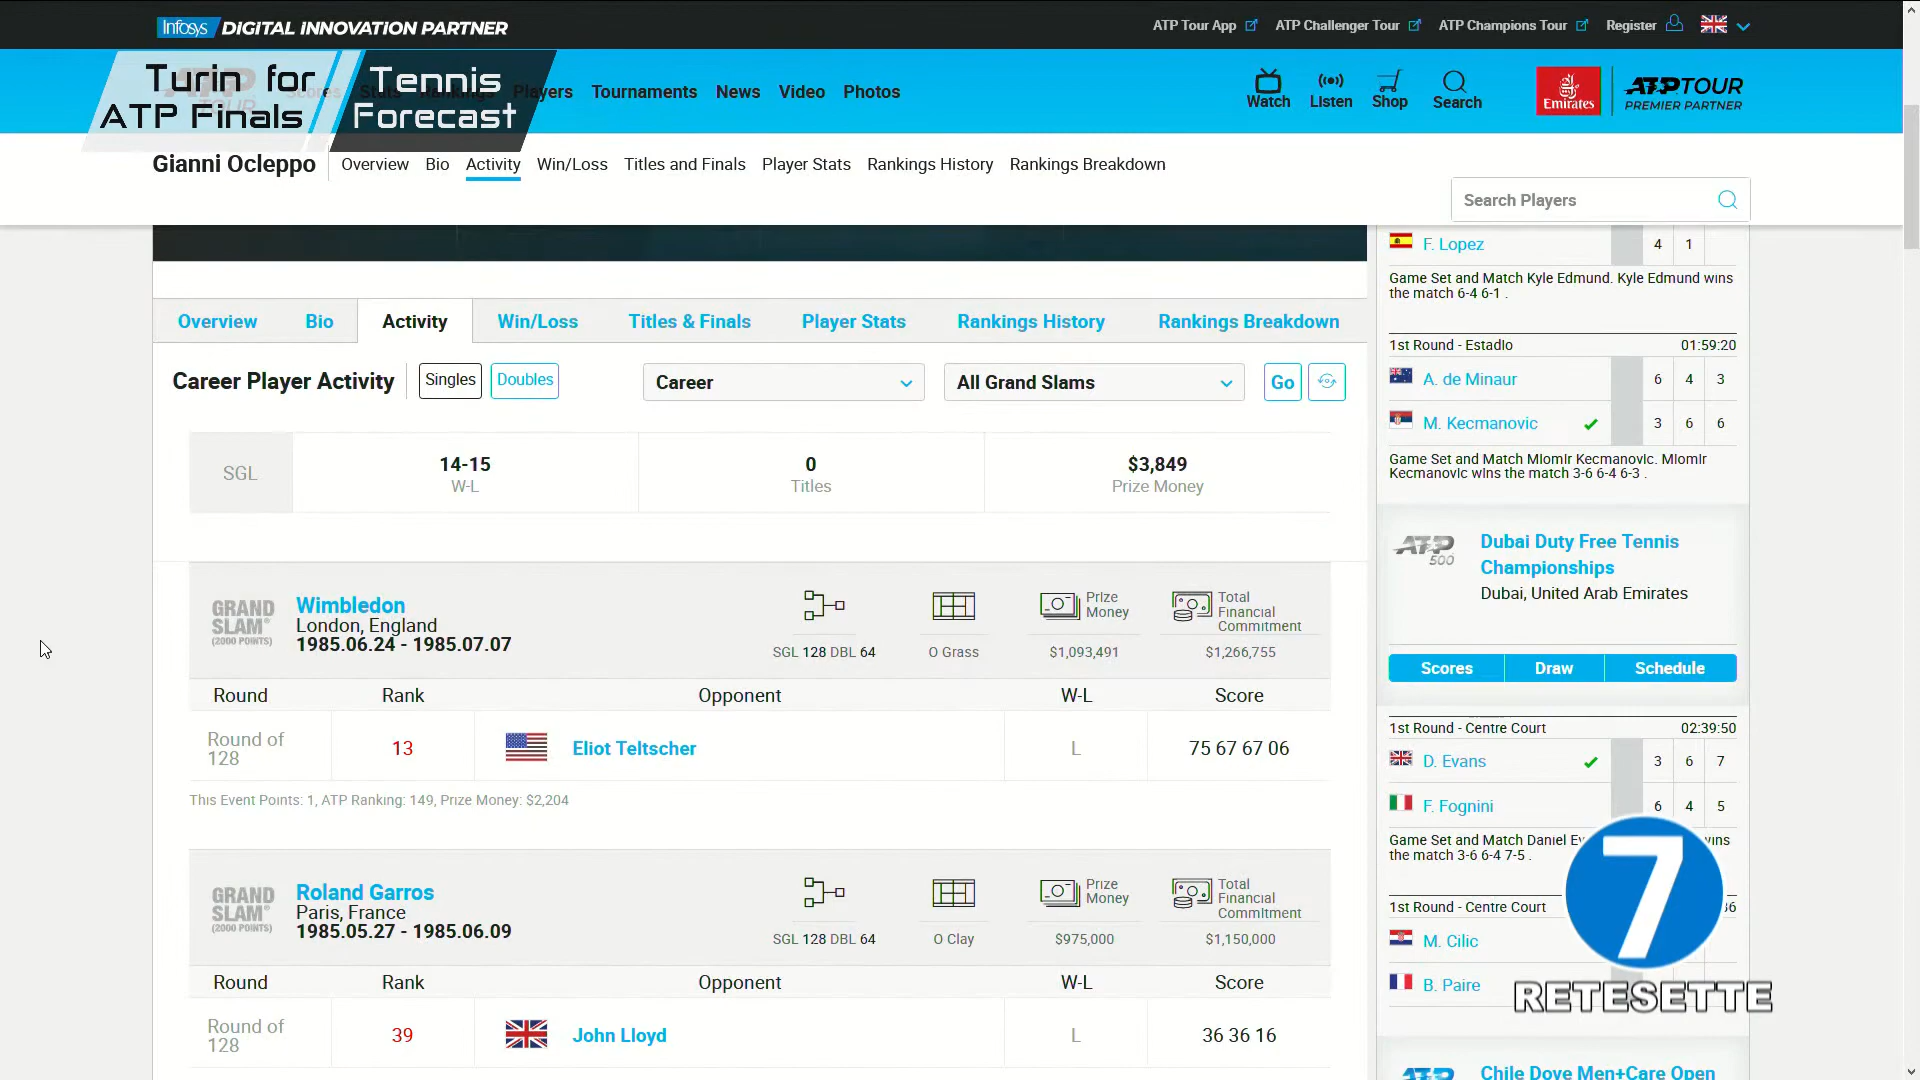 Infosys DIGITAL INNOVATION PARTNER
ATP Tour App ATP Challenger Tour ATP Champions Tour Register
Turin for ATP Finals
Tennis Forecast
Players Tournaments News Video Photos
Watch Listen Shop Search
Emirates
ATP TOUR
PREMIER PARTNER
Gianni Ocleppo
Overview Bio Activity Win/Loss Titles and Finals Player Stats Rankings History Rankings Breakdown
Search Players
Overview Bio Activity Win/Loss Titles & Finals Player Stats Rankings History Rankings Breakdown
Career Player Activity Singles Doubles Career All Grand Slams Go
SGL
14-15
W-L
0
Titles
$3,849
Prize Money
GRAND SLAM
(2000 POINTS)
Wimbledon
London, England
1985.06.24 - 1985.07.07
SGL 128 DBL 64
O Grass
Prize Money
$1,093,491
Total Financial Commitment
$1,266,755
Round Rank Opponent W-L Score
Round of 128 13 Eliot Teltscher L 75 67 67 06
This Event Points: 1, ATP Ranking: 149, Prize Money: $2,204
GRAND SLAM
(2000 POINTS)
Roland Garros
Paris, France
1985.05.27 - 1985.06.09
SGL 128 DBL 64
O Clay
Prize Money
$975,000
Total Financial Commitment
$1,150,000
Round Rank Opponent W-L Score
Round of 128 39 John Lloyd L 36 36 16
F. Lopez 4 1
Game Set and Match Kyle Edmund. Kyle Edmund wins
the match 6-4 6-1 .
1st Round - Estadio 01:59:20
A. de Minaur 6 4 3
M. Kecmanovic 3 6 6
Game Set and Match Miomir Kecmanovic. Miomir
Kecmanovic wins the match 3-6 6-4 6-3 .
ATP 500
Dubai Duty Free Tennis
Championships
Dubai, United Arab Emirates
Scores Draw Schedule
1st Round - Centre Court 02:39:50
D. Evans 3 6 7
F. Fognini 6 4 5
Game Set and Match Daniel wins
the match 3-6 6-4 7-5 .
1st Round - Centre Court 36
M. Cilic
B. Paire
7
RETESETTE
ATP
Chile Dove Men+Care Open